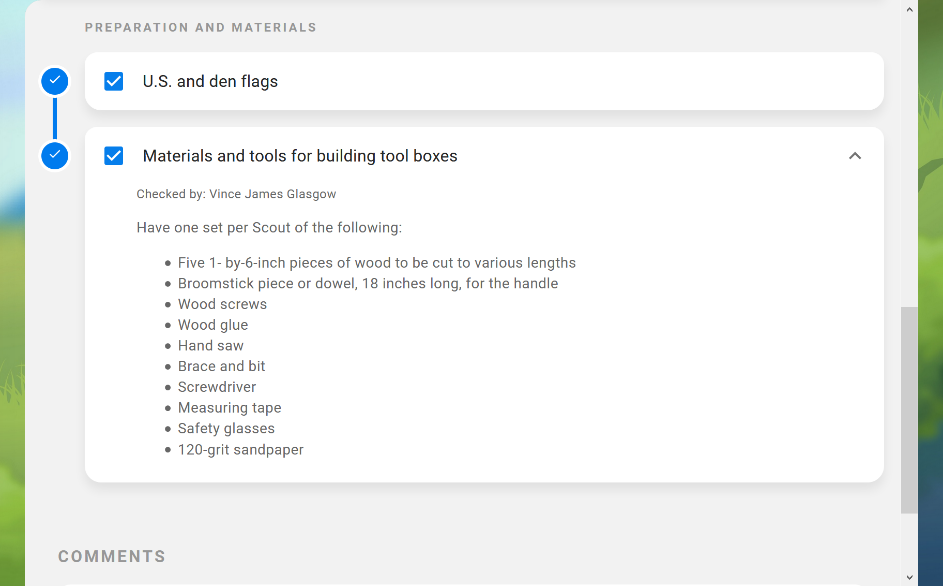 PREPARATION AND MATERIALS
U.S. and den flags
Materials and tools for building tool boxes
Checked by: Vince James Glasgow
Have one set per Scout of the following:
Five 1- by-6-inch pieces of wood to be cut to various lengths
Broomstick piece or dowel, 18 inches long, for the handle
Wood screws
Wood glue
Hand saw
Brace and bit
Screwdriver
Measuring tape
Safety glasses
120-grit sandpaper
COMMENTS